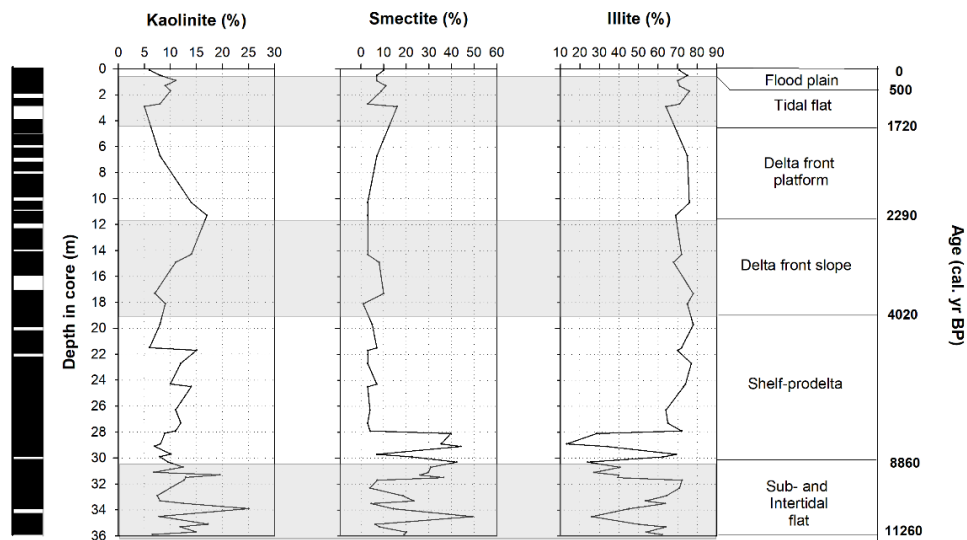 Kaolinite (%)
Smectite (%)
Illite (%)
0 5 10 15 20 25 30
0 10 20 30 40 50 60
10 20 30 40 50 60 70 80 90
Depth in core (m)
0
2
4
6
8
10
12
14
16
18
20
22
24
26
28
30
32
34
36
Flood plain
Tidal flat
Delta front
platform
Delta front slope
Shelf-prodelta
Sub- and
Intertidal
flat
0
500
1720
2290
4020
8860
11260
Age (cal. yr BP)